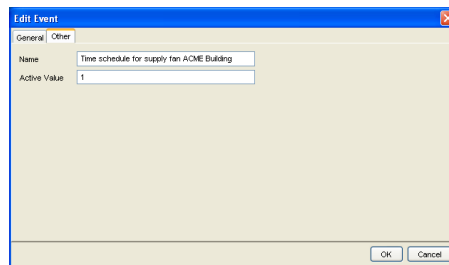 Edit Event
General Other
Name Time schedule for supply fan ACME Building
Active Value 1
OK Cancel